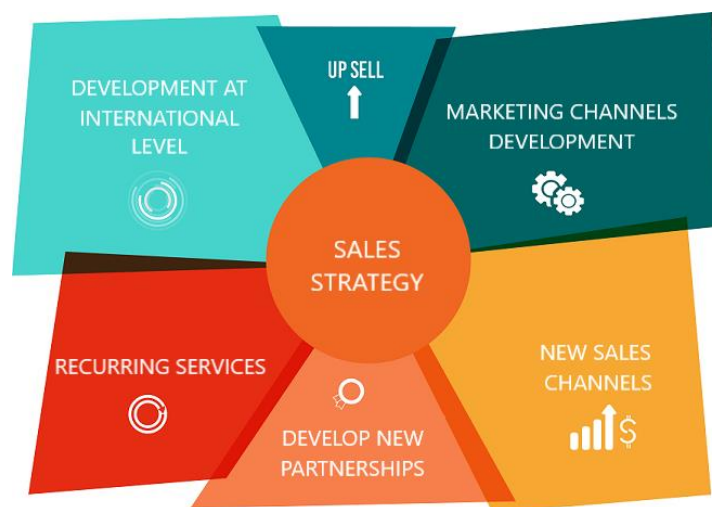 DEVELOPMENT AT
INTERNATIONAL
LEVEL
UP SELL
MARKETING CHANNELS
DEVELOPMENT
SALES
STRATEGY
RECURRING SERVICES
DEVELOP NEW
PARTNERSHIPS
NEW SALES
CHANNELS
$